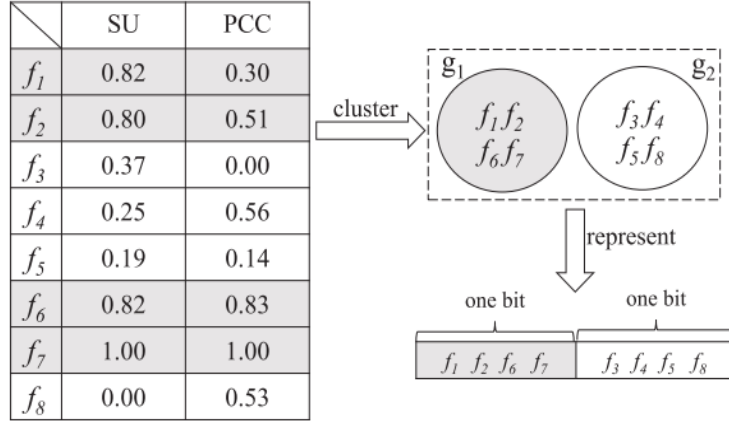 SU PCC
f1 0.82 0.30
f2 0.80 0.51
f3 0.37 0.00
f4 0.25 0.56
f5 0.19 0.14
f6 0.82 0.83
f7 1.00 1.00
f8 0.00 0.53
cluster
g1 g2
f1 f2 f3 f4
f6 f7 f5 f8
represent
one bit one bit
f1 f2 f6 f7 f3 f4 f5 f8